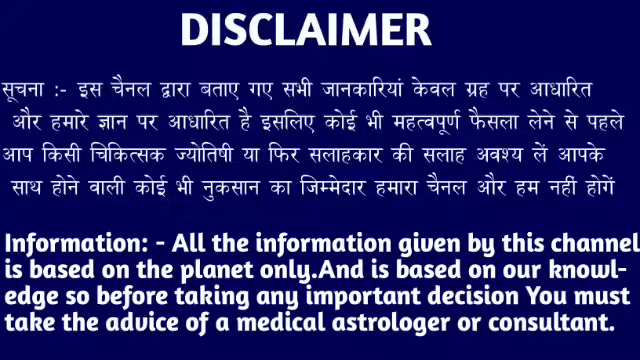 DISCLAIMER
सूचना :- इस चैनल द्वारा बताए गए सभी जानकारियां केवल ग्रह पर आधारित
और हमारे ज्ञान पर आधारित है इसलिए कोई भी महत्वपूर्ण फैसला लेने से पहले
आप किसी चिकित्सक ज्योतिषी या फिर सलाहकार की सलाह अवश्य लें आपके
साथ होने वाली कोई भी नुकसान का जिम्मेदार हमारा चैनल और हम नहीं होगें
Information: - All the information given by this channel
is based on the planet only.And is based on our knowl-
edge so before taking any important decision You must
take the advice of a medical astrologer or consultant.